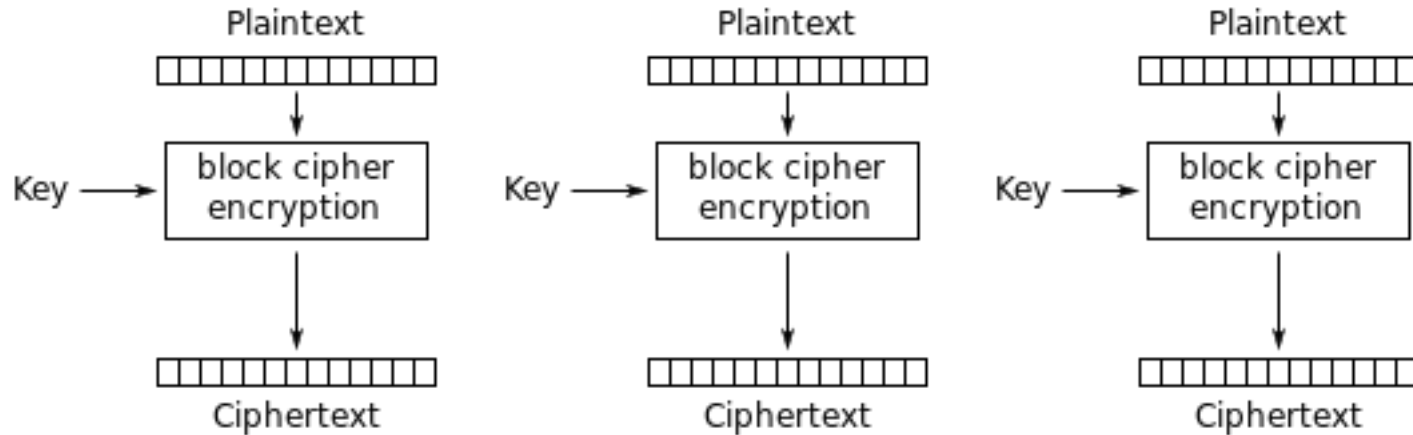 Plaintext
Plaintext
Plaintext
Key
block cipher
encryption
Key
block cipher
encryption
Key
block cipher
encryption
Ciphertext
Ciphertext
Ciphertext